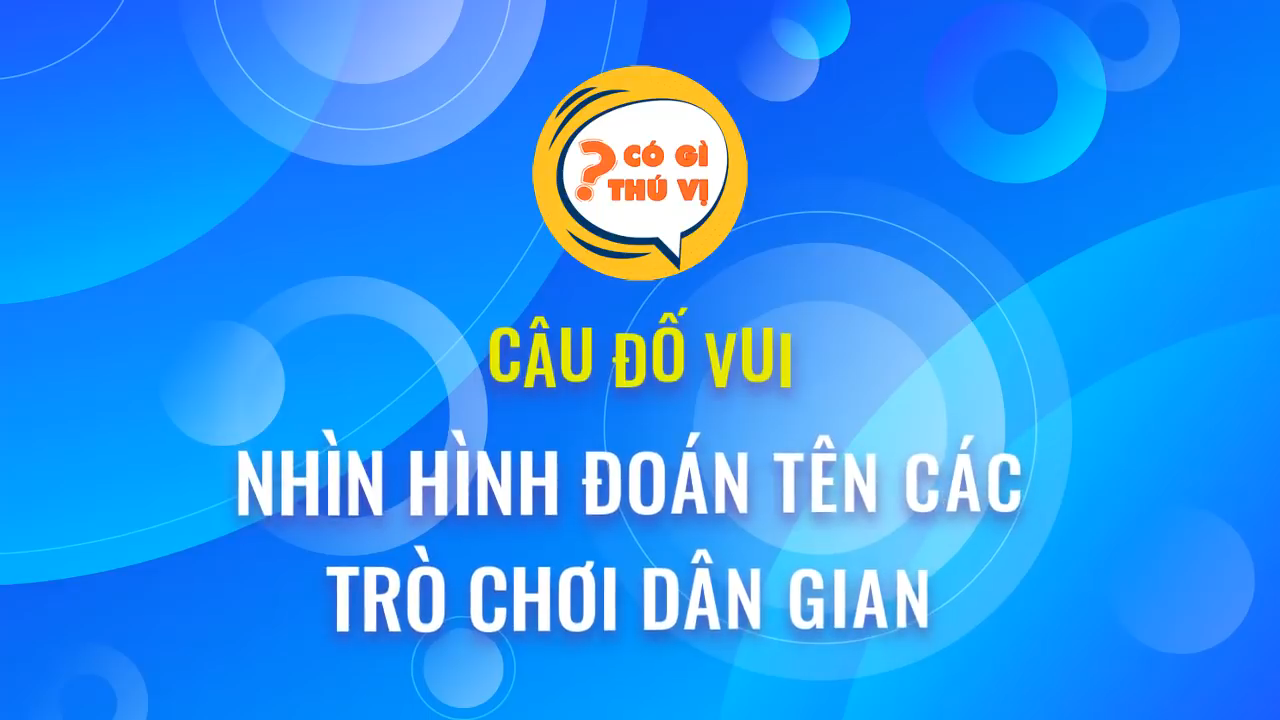 ? CÓ GÌ
THÚ VỊ
CÂU ĐỐ VUI
NHÌN HÌNH ĐOÁN TÊN CÁC
TRÒ CHƠI DÂN GIAN